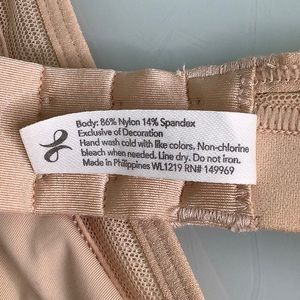 Body: 86% Nylon 14% Spandex
Exclusive of Decoration
Hand wash cold with like colors. Non-chlorine
bleach when needed. Line dry. Do not iron.
Made in Philippines WL1219 RN# 149969